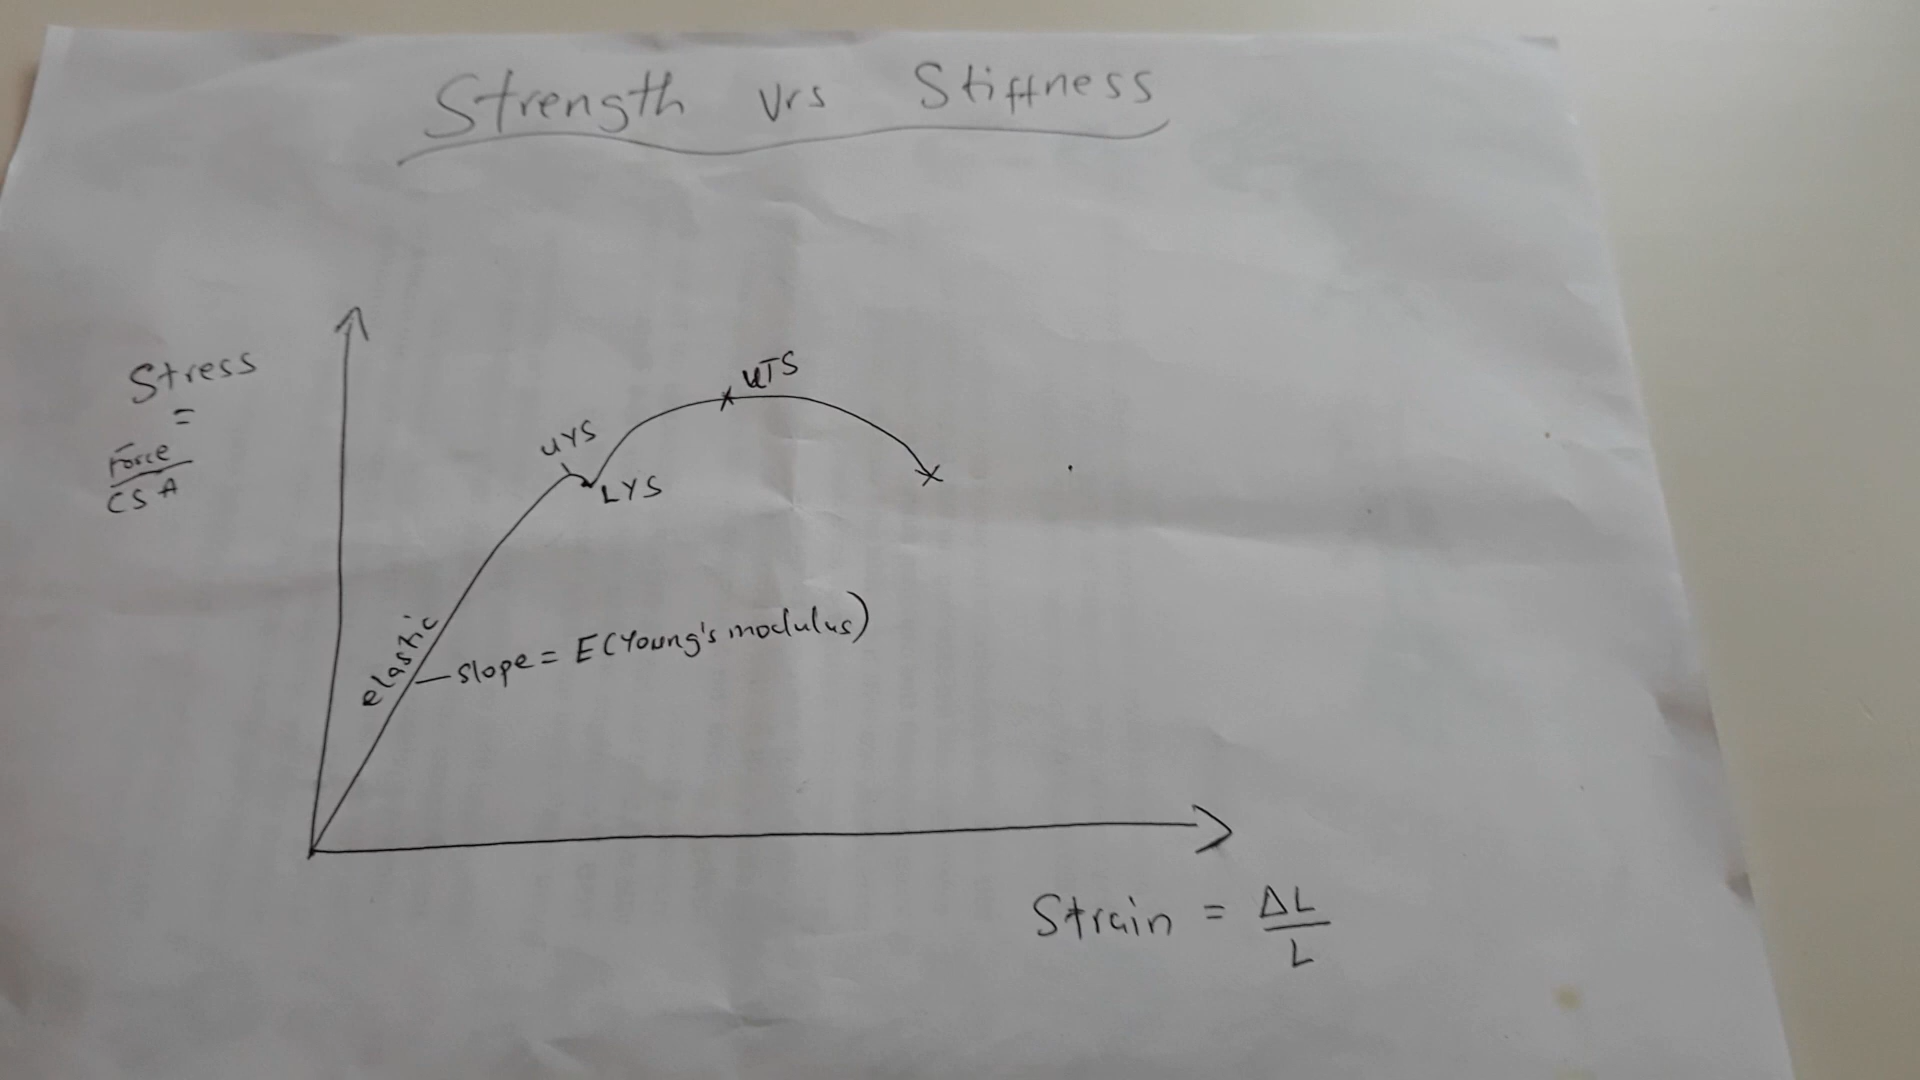 Strength vrs Stiffness
Stress
=
Force
CSA
UTS
UYS
LYS
elastic
slope = E (Young's modulus)
Strain = ΔL
L